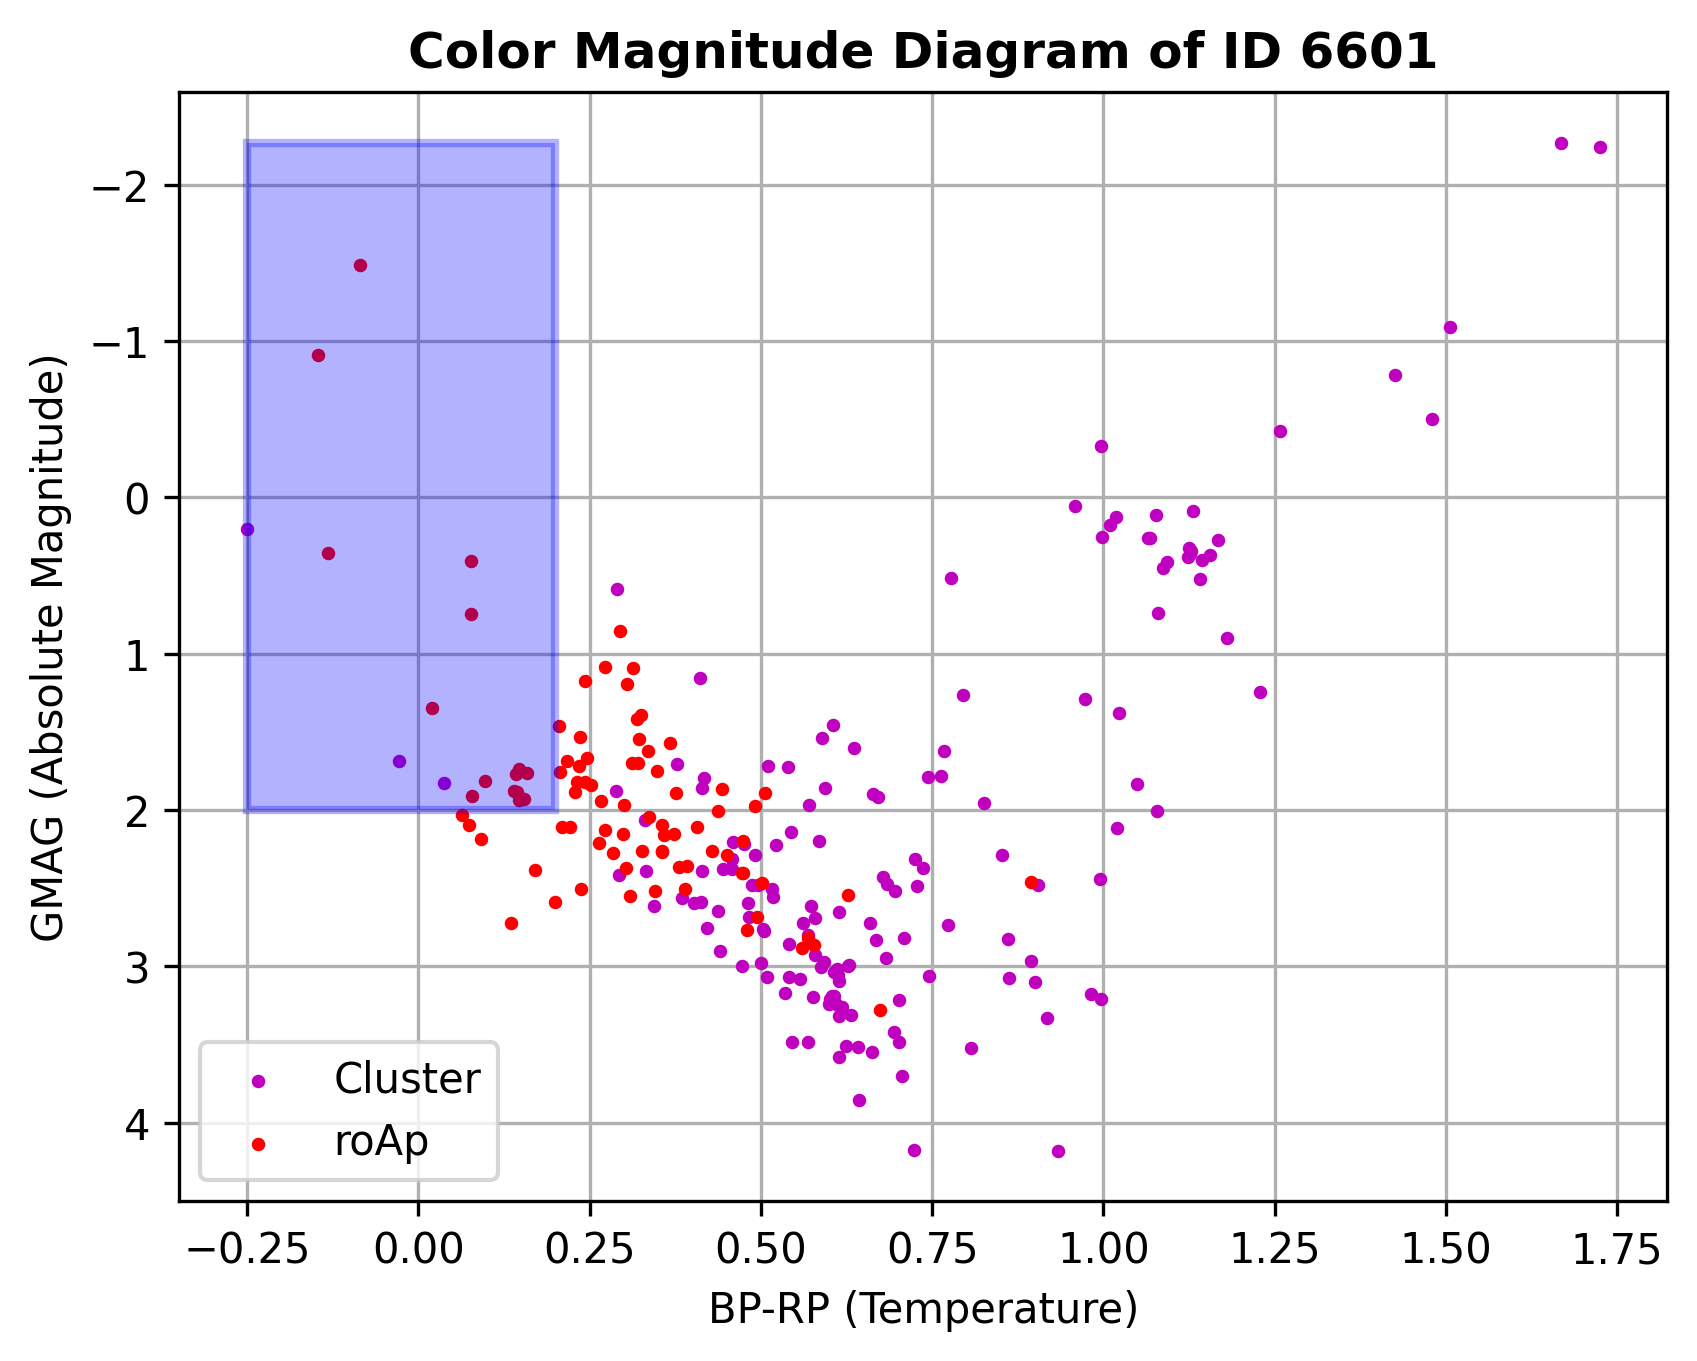 Color Magnitude Diagram of ID 6601
GMAG (Absolute Magnitude)
−2
−1
0
1
2
3
4
Cluster
roAp
−0.25 0.00 0.25 0.50 0.75 1.00 1.25 1.50 1.75
BP-RP (Temperature)